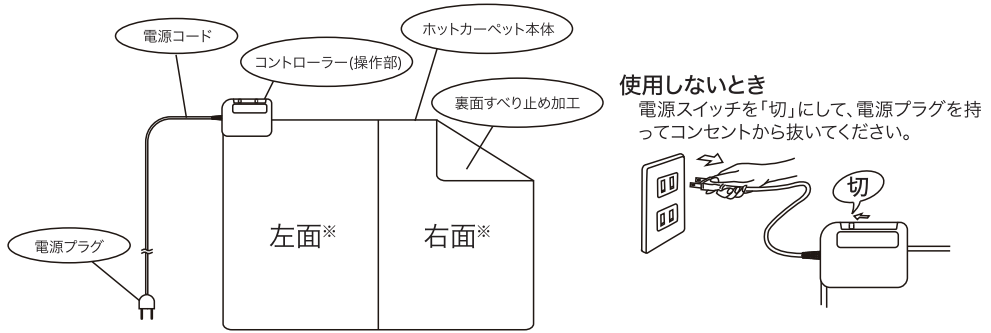 電源コード
コントローラー(操作部)
ホットカーペット本体
裏面すべり止め加工
左面※
右面※
電源プラグ
使用しないとき
電源スイッチを「切」にして、電源プラグを持
ってコンセントから抜いてください。
切